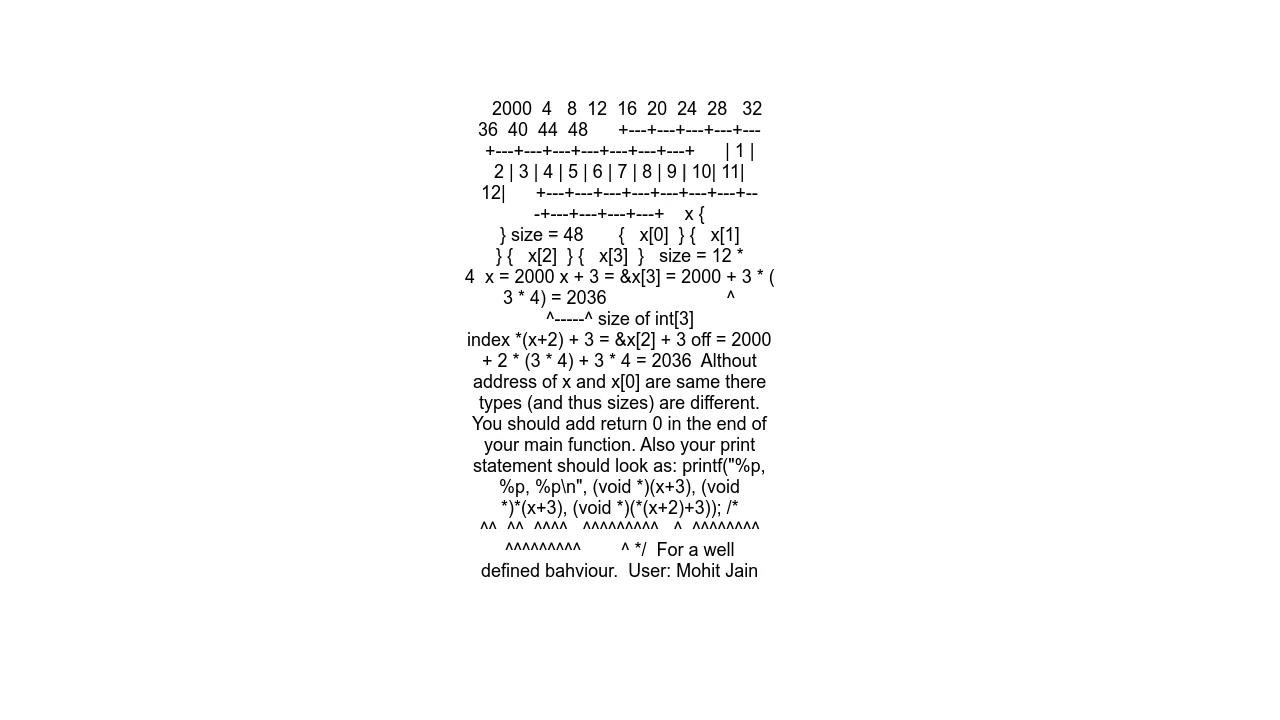 2000  4   8  12  16  20  24  28   32
36  40  44  48      +---+---+---+---+---
+---+---+---+---+---+---+---+      | 1 |
2 | 3 | 4 | 5 | 6 | 7 | 8 | 9 | 10| 11|
12|      +---+---+---+---+---+---+---+--
-+---+---+---+---+    x {
} size = 48       {   x[0]  } {   x[1]
} {   x[2]  } {   x[3]  }   size = 12 *
4  x = 2000 x + 3 = &x[3] = 2000 + 3 * (
3 * 4) = 2036                        ^
^-----^ size of int[3]
index *(x+2) + 3 = &x[2] + 3 off = 2000
+ 2 * (3 * 4) + 3 * 4 = 2036  Althout
address of x and x[0] are same there
types (and thus sizes) are different.
You should add return 0 in the end of
your main function. Also your print
statement should look as: printf("%p,
%p, %p\n", (void *)(x+3), (void
*)*(x+3), (void *)(*(x+2)+3)); /*
^^  ^^  ^^^^   ^^^^^^^^^   ^  ^^^^^^^^
^^^^^^^^^        ^ */  For a well
defined bahviour.  User: Mohit Jain